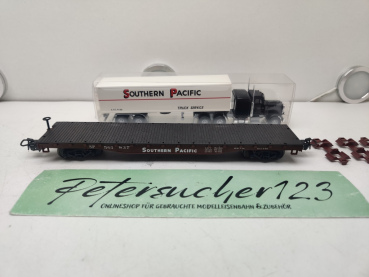 SOUTHERN PACIFIC
TRUCK SERVICE
SOUTHERN PACIFIC
Petersucher123
ONLINESHOP FÜR GEBRAUCHTE MODELLEISENBAHN & ZUBEHÖR